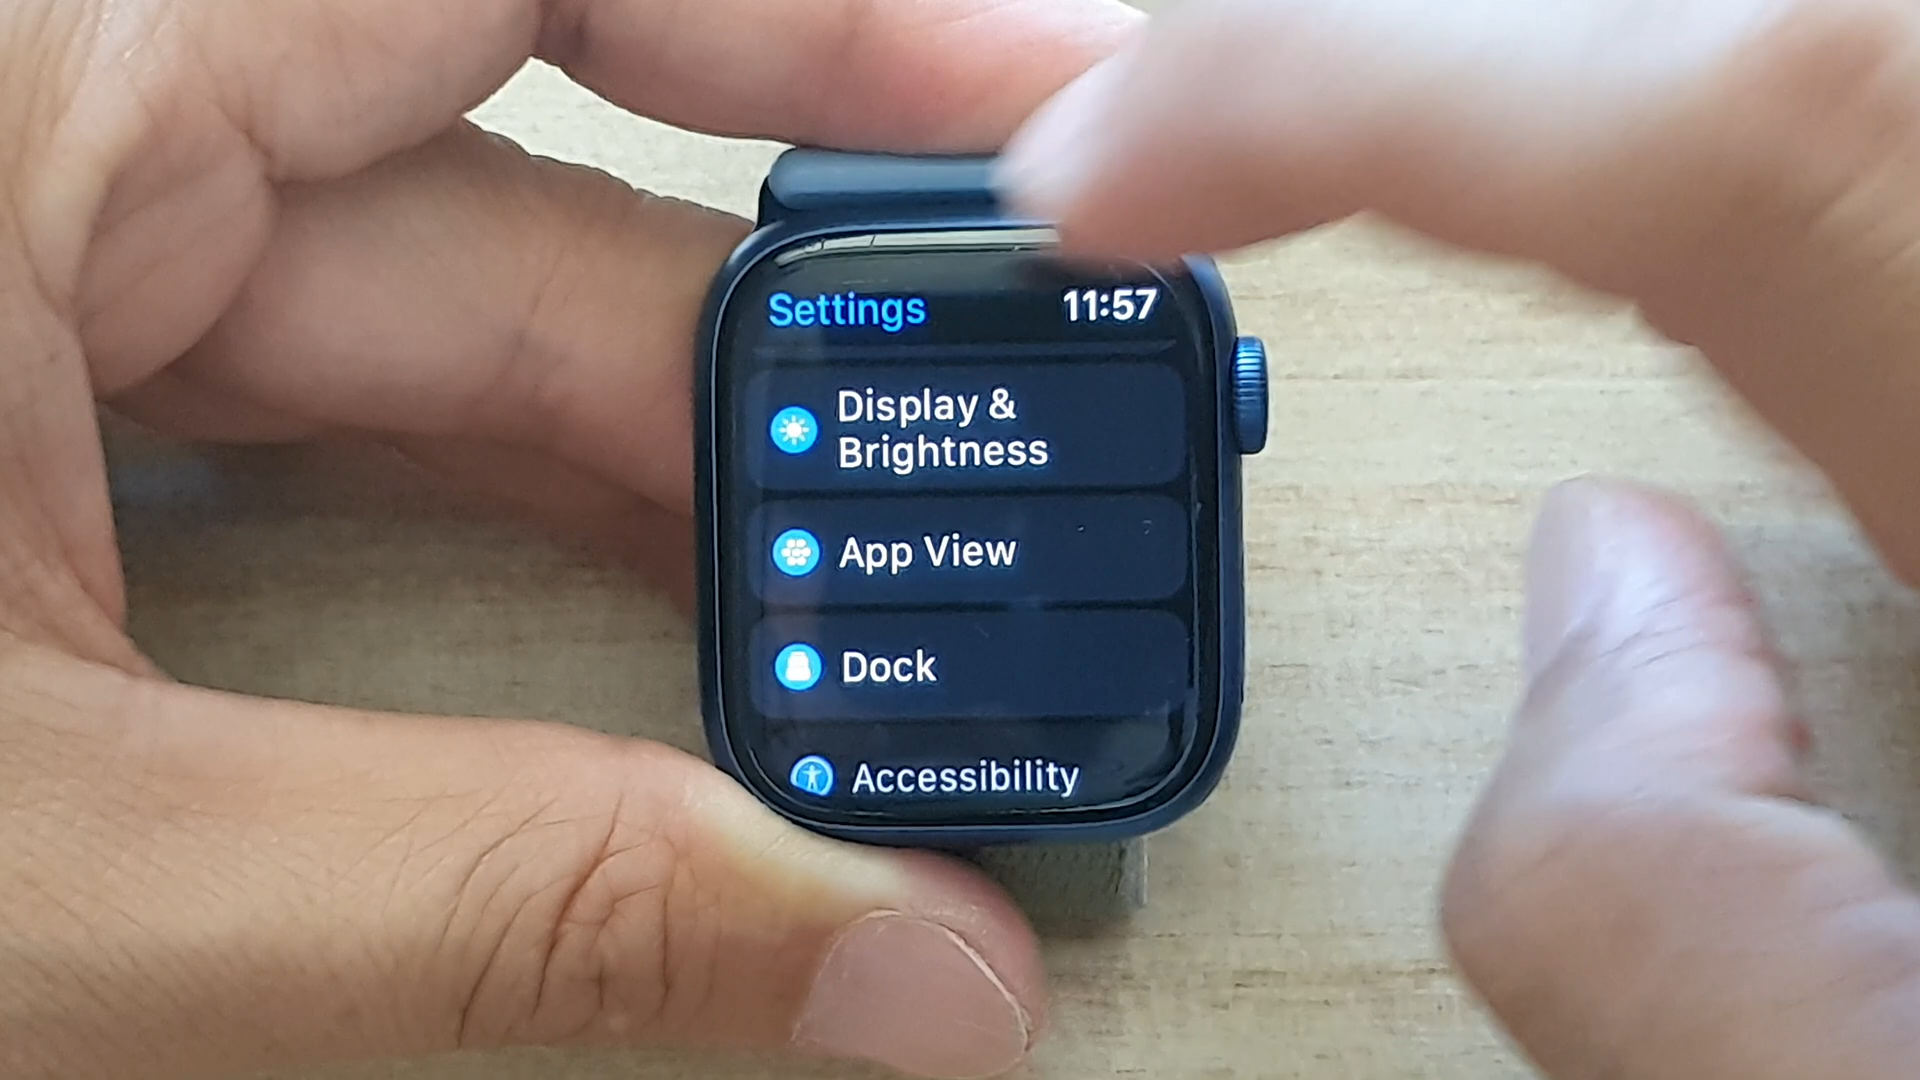 Settings 11:57
Display &
Brightness
App View
Dock
Accessibility